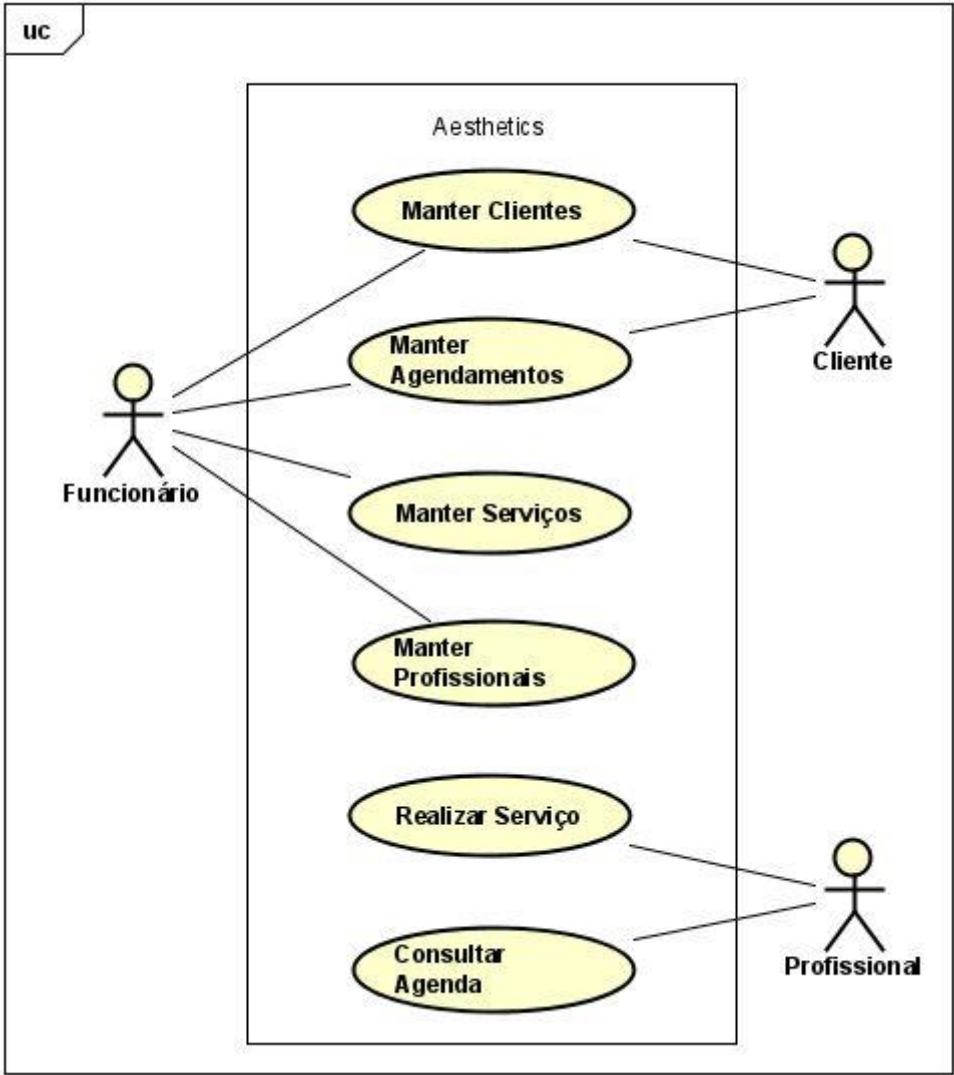 uc
Aesthetics
Manter Clientes
Manter
Agendamentos
Cliente
Funcionário
Manter Serviços
Manter
Profissionais
Realizar Serviço
Consultar
Agenda
Profissional